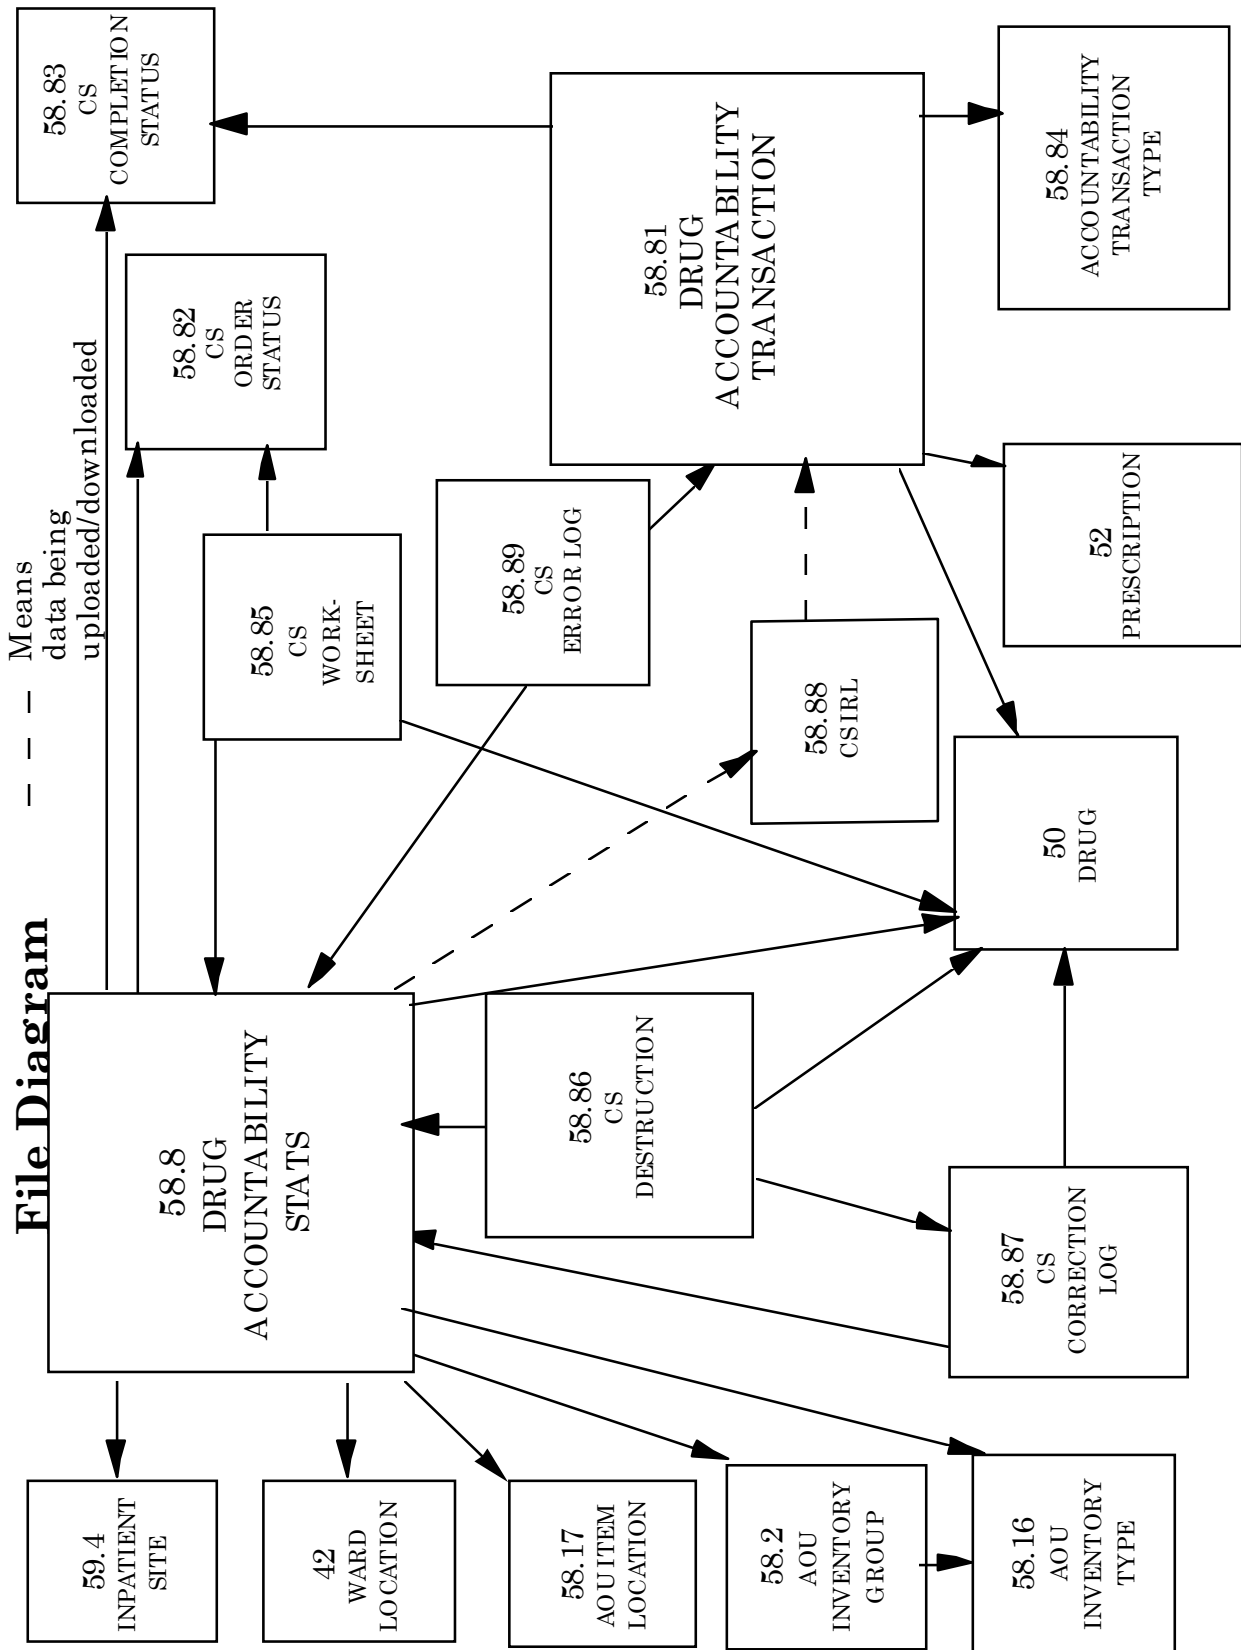 File Diagram
Means
data being
uploaded/downloaded
59.4
INPATIENT
SITE
42
WARD
LOCATION
58.17
AOU ITEM
LOCATION
58.2
AOU
INVENTORY
GROUP
58.16
AOU
INVENTORY
TYPE
58.8
DRUG
ACCOUNTABILITY
STATS
58.86
CS
DESTRUCTION
58.87
CS
CORRECTION
LOG
50
DRUG
58.85
CS
WORK-
SHEET
58.89
CS
ERROR LOG
58.88
CSIRL
52
PRESCRIPTION
58.83
CS
COMPLETION
STATUS
58.82
CS
ORDER
STATUS
58.81
DRUG
ACCOUNTABILITY
TRANSACTION
58.84
ACCOUNTABILITY
TRANSACTION
TYPE